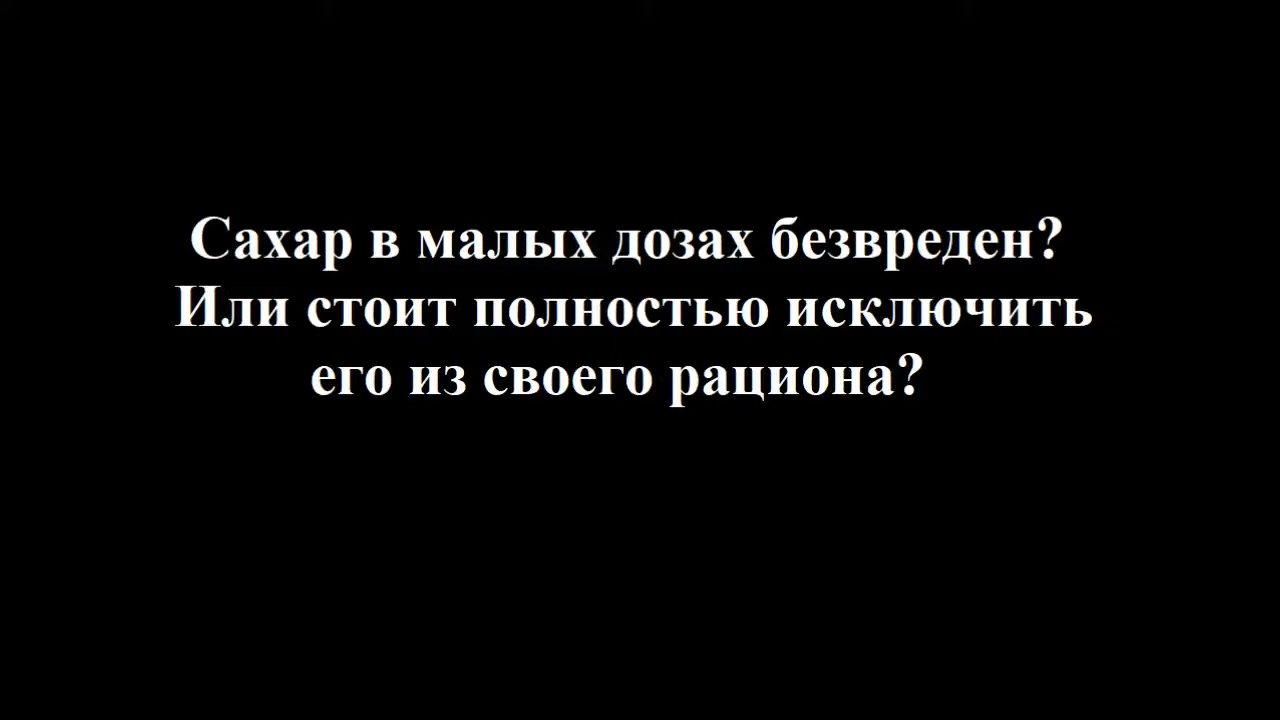 Сахар в малых дозах безвреден?
Или стоит полностью исключить
его из своего рациона?